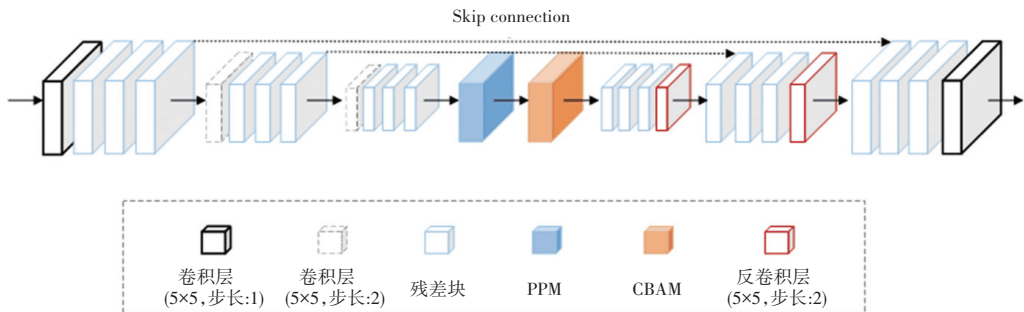 Skip connection
卷积层
(5×5,步长:1)
卷积层
(5×5,步长:2)
残差块
PPM
CBAM
反卷积层
(5×5,步长:2)